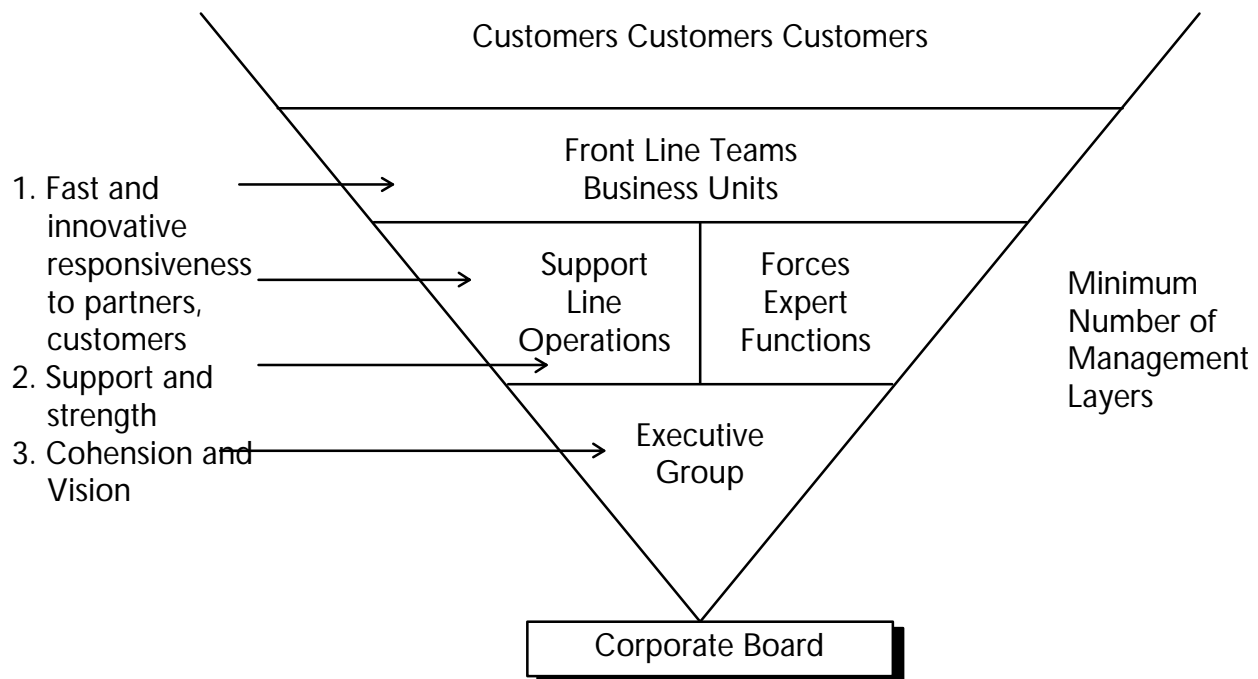 Customers Customers Customers
Front Line Teams
Business Units
1. Fast and
innovative
responsiveness
to partners,
customers
2. Support and
strength
3. Cohension and
Vision
Support
Line
Operations
Forces
Expert
Functions
Minimum
Number of
Management
Layers
Executive
Group
Corporate Board